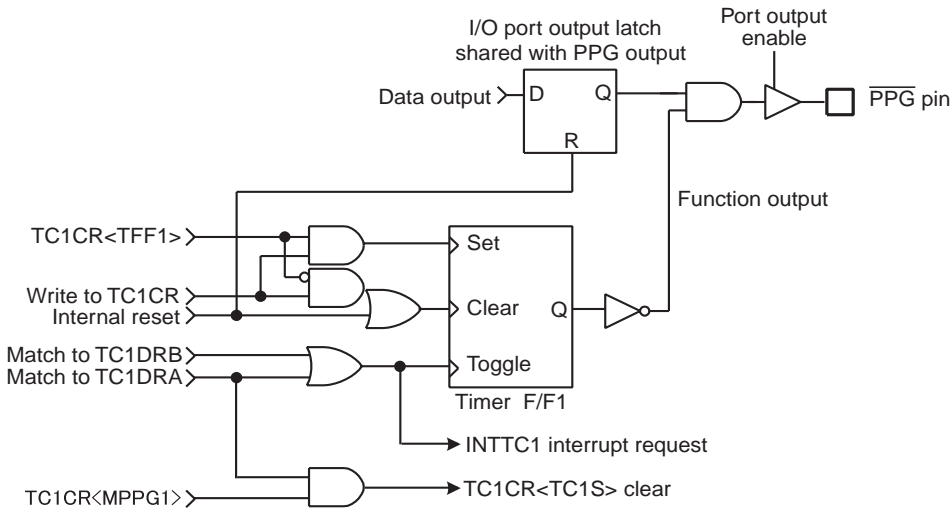 I/O port output latch
shared with PPG output
Port output
enable
Data output
D
Q
R
PPG pin
Function output
TC1CR<TFF1>
Set
Write to TC1CR
Internal reset
Clear
Q
Match to TC1DRB
Match to TC1DRA
Toggle
Timer F/F1
INTTC1 interrupt request
TC1CR<TC1S> clear
TC1CR<MPPG1>